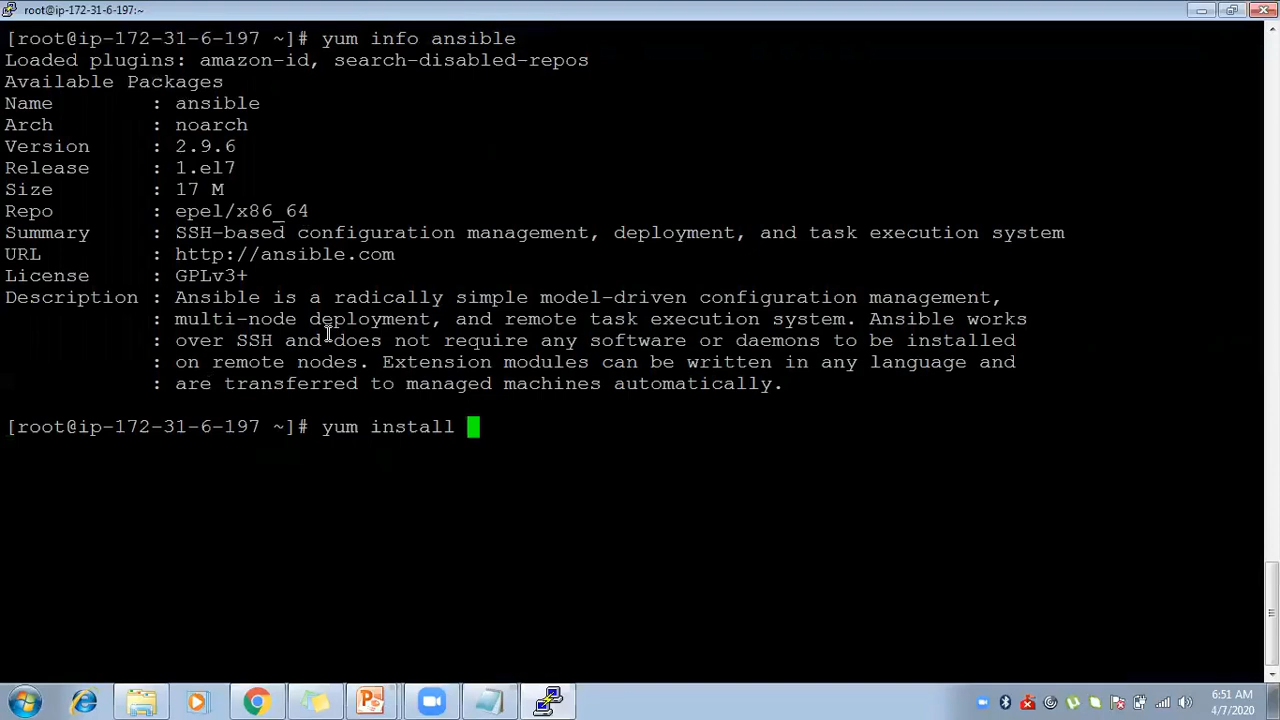 root@ip-172-31-6-197:~
[root@ip-172-31-6-197 ~]# yum info ansible
Loaded plugins: amazon-id, search-disabled-repos
Available Packages
Name        : ansible
Arch        : noarch
Version     : 2.9.6
Release     : 1.el7
Size        : 17 M
Repo        : epel/x86_64
Summary     : SSH-based configuration management, deployment, and task execution system
URL         : http://ansible.com
License     : GPLv3+
Description : Ansible is a radically simple model-driven configuration management,
            : multi-node deployment, and remote task execution system. Ansible works
            : over SSH and does not require any software or daemons to be installed
            : on remote nodes. Extension modules can be written in any language and
            : are transferred to managed machines automatically.
[root@ip-172-31-6-197 ~]# yum install
6:51 AM
4/7/2020